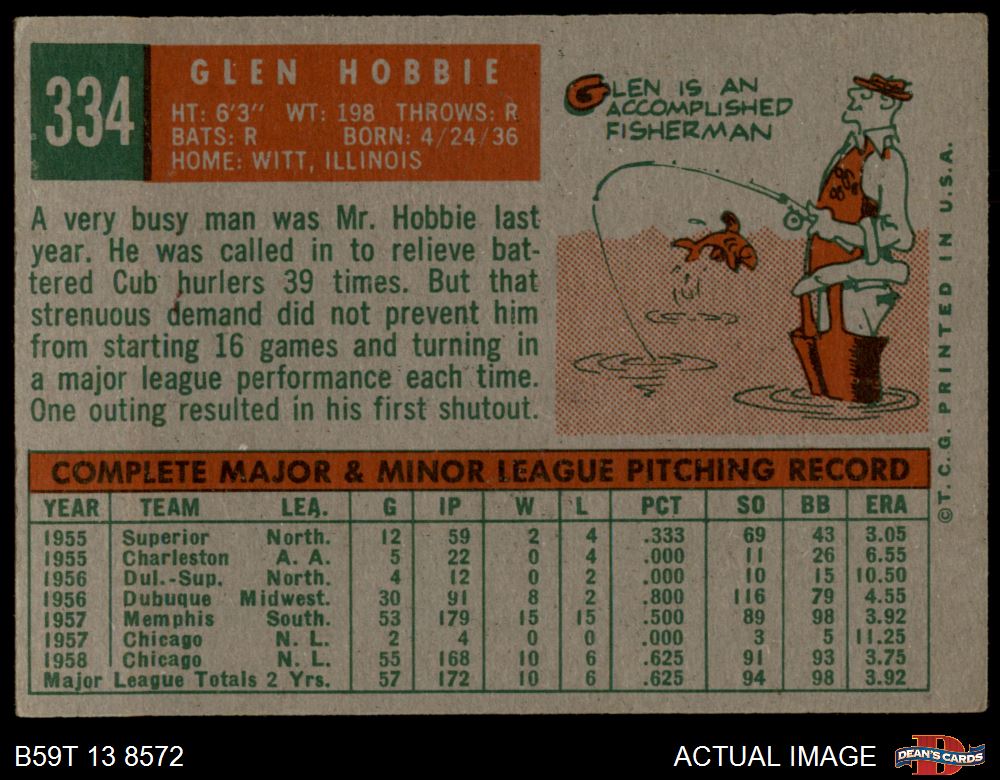 334
GLEN HOBBIE
HT: 6'3" WT: 198 THROWS: R
BATS: R BORN: 4/24/36
HOME: WITT, ILLINOIS
GLEN IS AN
ACCOMPLISHED
FISHERMAN
A very busy man was Mr. Hobbie last
year. He was called in to relieve bat-
tered Cub hurlers 39 times. But that
strenuous demand did not prevent him
from starting 16 games and turning in
a major league performance each time.
One outing resulted in his first shutout.
© T. C. G. PRINTED IN U.S.A.
COMPLETE MAJOR & MINOR LEAGUE PITCHING RECORD
YEAR TEAM LEA. G IP W L PCT SO BB ERA
1955 Superior North. 12 59 2 4 .333 69 43 3.05
1955 Charleston A. A. 5 22 0 4 .000 11 26 6.55
1956 Dul.-Sup. North. 4 12 0 2 .000 10 15 10.50
1956 Dubuque Midwest. 30 91 8 2 .800 116 79 4.55
1957 Memphis South. 53 179 15 15 .500 89 98 3.92
1957 Chicago N. L. 2 4 0 0 .000 3 5 11.25
1958 Chicago N. L. 55 168 10 6 .625 91 93 3.75
Major League Totals 2 Yrs. 57 172 10 6 .625 94 98 3.92
B59T 13 8572
ACTUAL IMAGE
D
DEAN'S CARDS